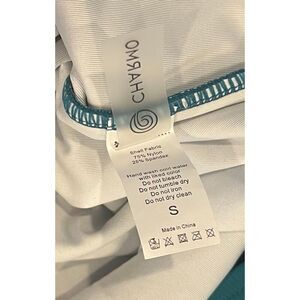 CHARMO
Shell Fabric
75% Nylon
25% Spandex
Hand wash cool water
with liked color
Do not bleach
Do not tumble dry
Do not iron
Do not dry clean
S
Made in China